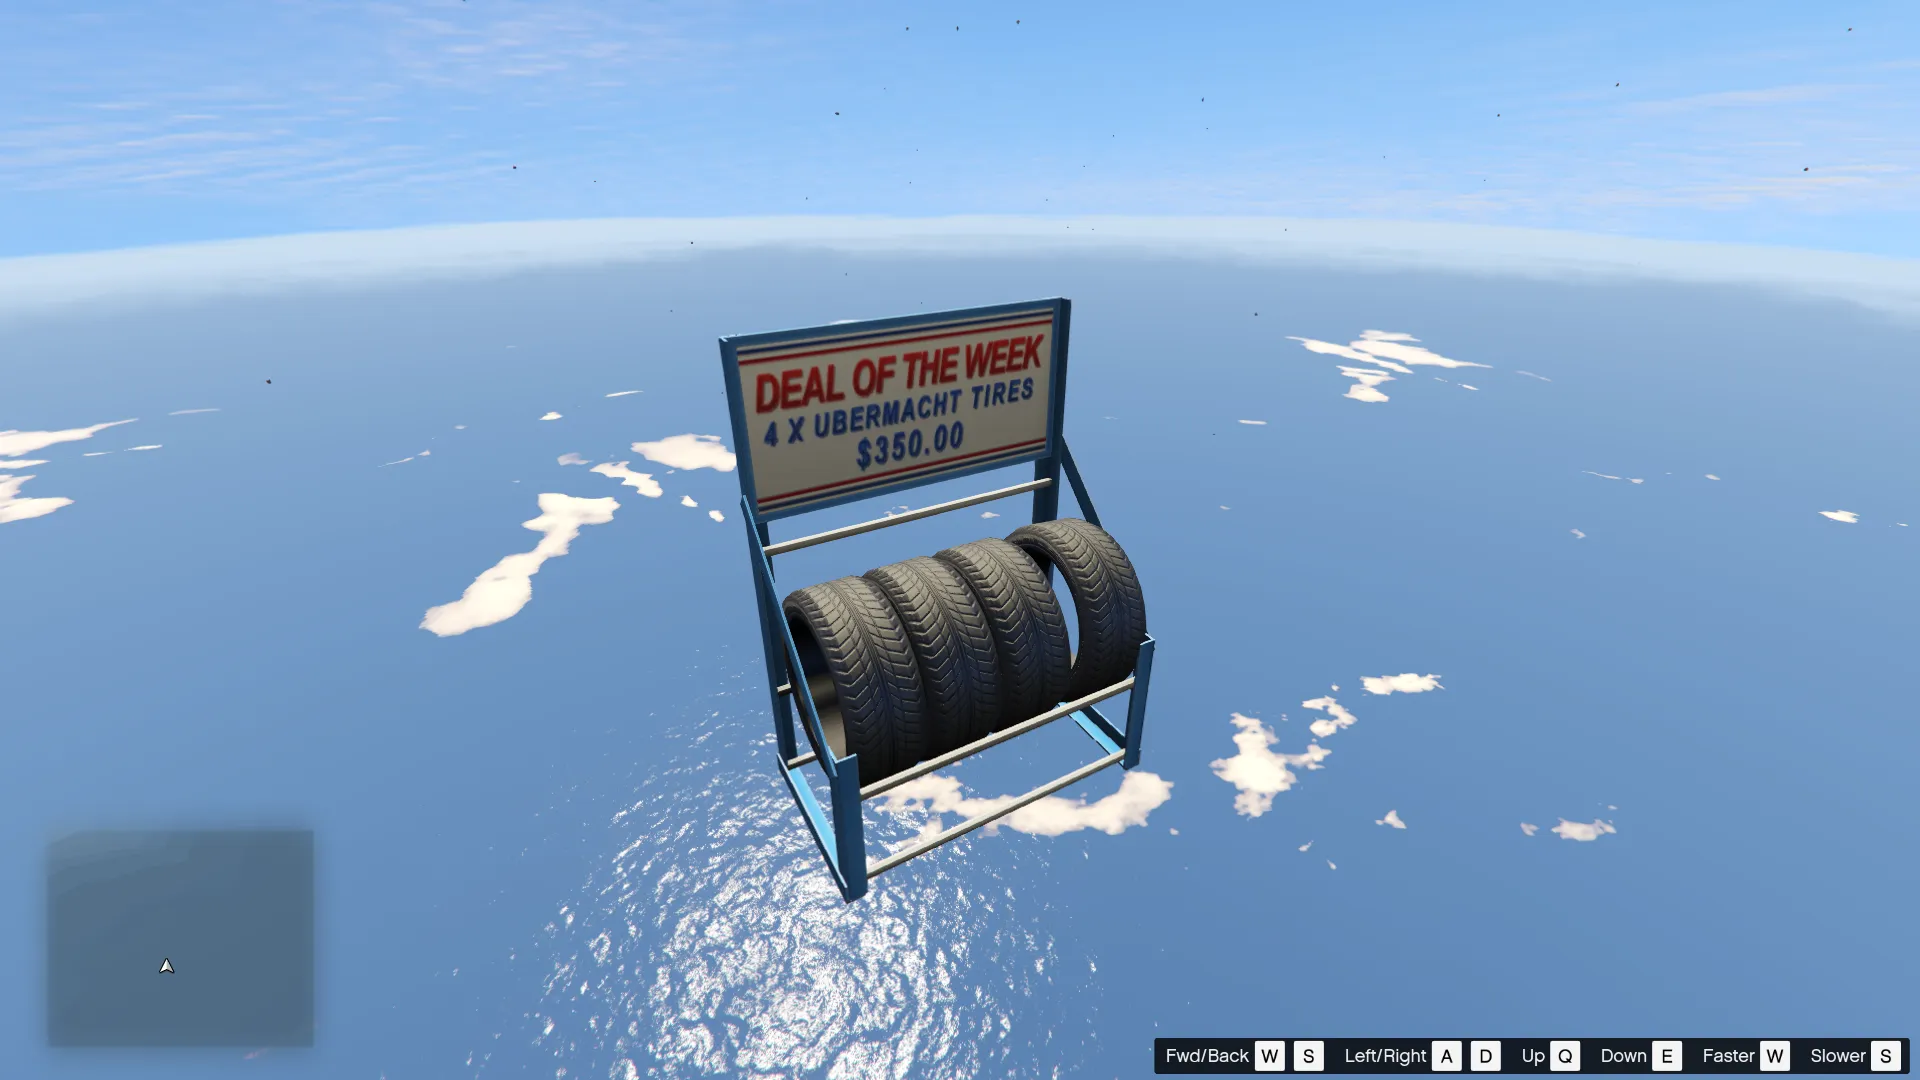 DEAL OF THE WEEK
4 X UBERMACHT TIRES
$350.00
Fwd/Back W S Left/Right A D Up Q Down E Faster W Slower S